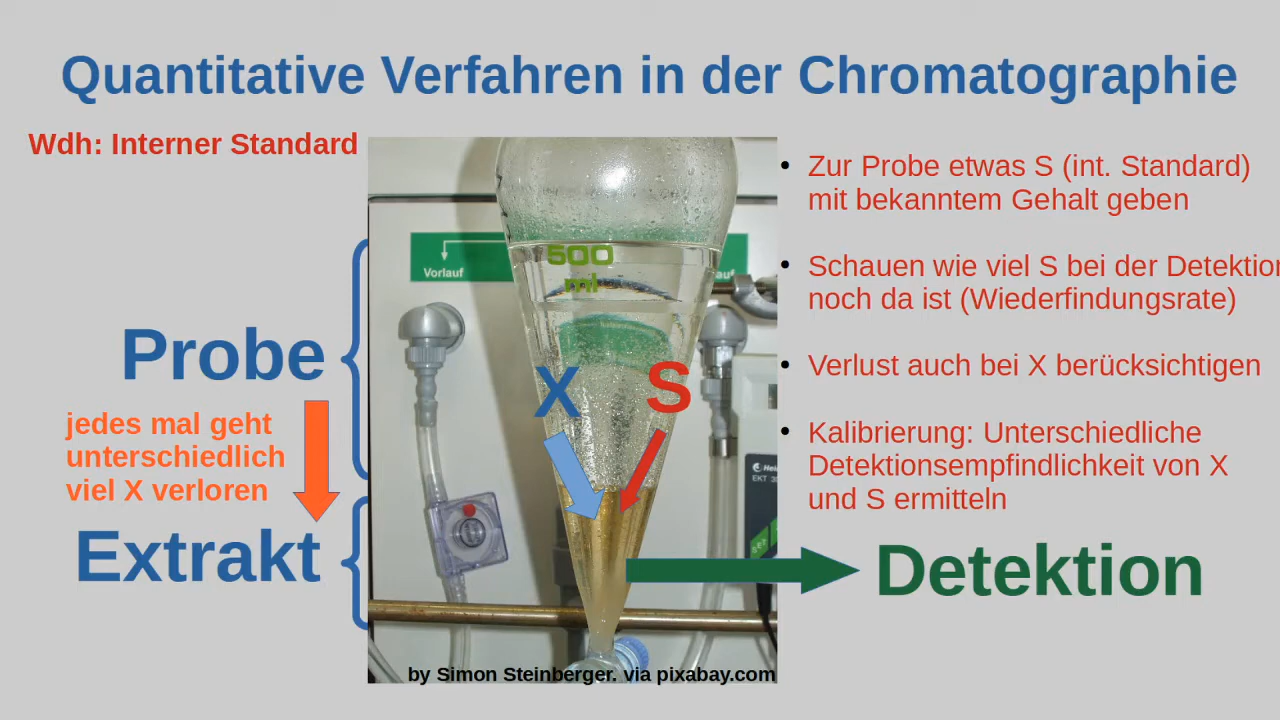 Quantitative Verfahren in der Chromatographie
Wdh: Interner Standard
Probe
jedes mal geht
unterschiedlich
viel X verloren
Extrakt
Vorlauf
500
ml
auf
X
S
EKT
by Simon Steinberger. via pixabay.com
• Zur Probe etwas S (int. Standard)
mit bekanntem Gehalt geben
• Schauen wie viel S bei der Detektion
noch da ist (Wiederfindungsrate)
• Verlust auch bei X berücksichtigen
• Kalibrierung: Unterschiedliche
Detektionsempfindlichkeit von X
und S ermitteln
Detektion